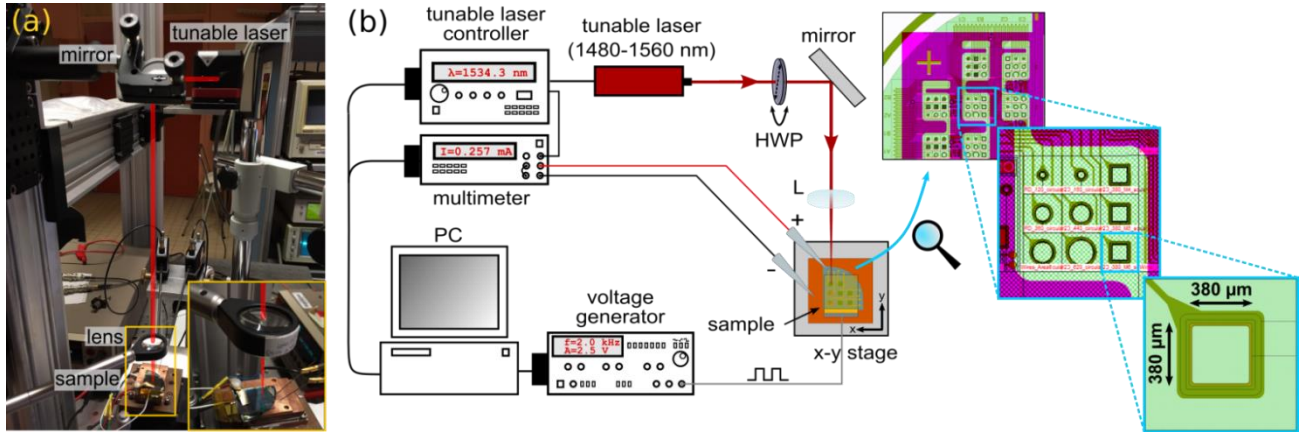 (a)
mirror
tunable laser
lens
sample
(b)
tunable laser
controller
λ=1534.3 nm
tunable laser
(1480-1560 nm)
mirror
HWP
I=0.257 mA
multimeter
L
+
-
PC
voltage
generator
f=2.0 kHz
A=2.5 V
sample
y
x
x-y stage
380 µm
380 µm